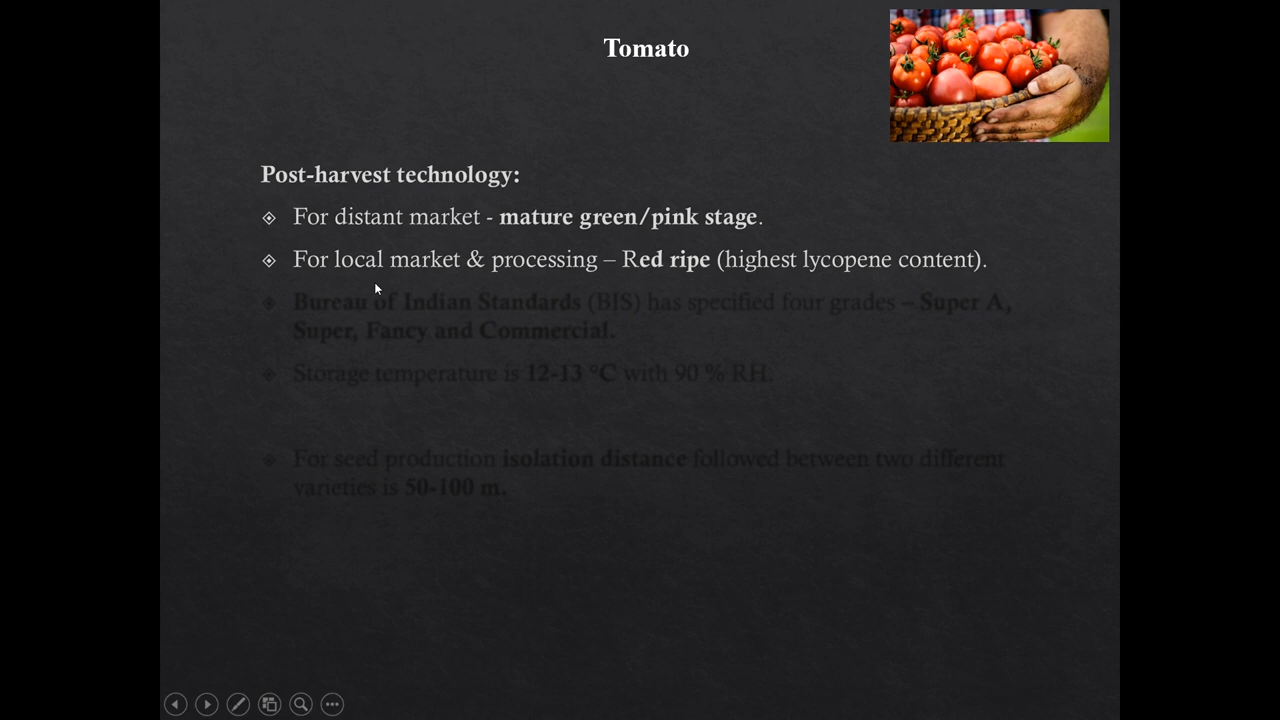 Tomato
Post-harvest technology:
For distant market - mature green/pink stage.
For local market & processing – Red ripe (highest lycopene content).
Bureau of Indian Standards (BIS) has specified four grades – Super A,
Super, Fancy and Commercial.
Storage temperature is 12-13 °C with 90 % RH.
For seed production isolation distance followed between two different
varieties is 50-100 m.